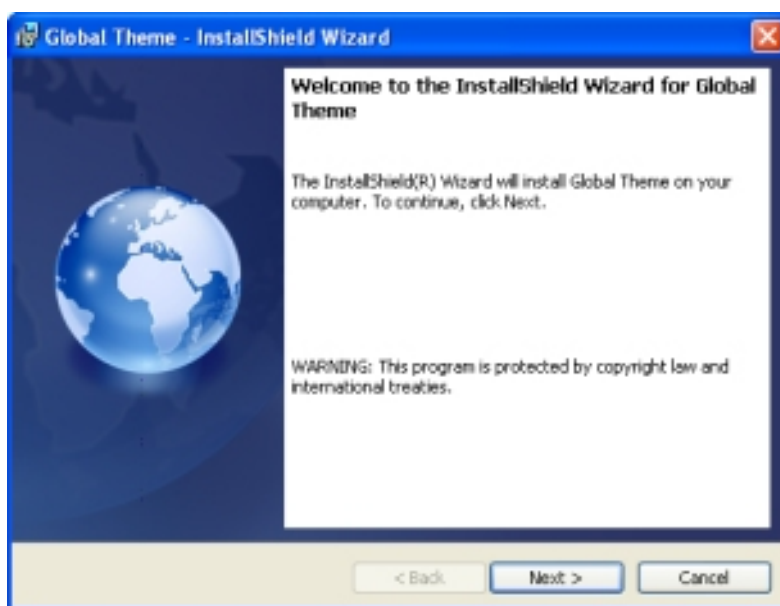 Global Theme - InstallShield Wizard
Welcome to the InstallShield Wizard for Global
Theme
The InstallShield(R) Wizard will install Global Theme on your
computer. To continue, click Next.
WARNING: This program is protected by copyright law and
international treaties.
< Back
Next >
Cancel